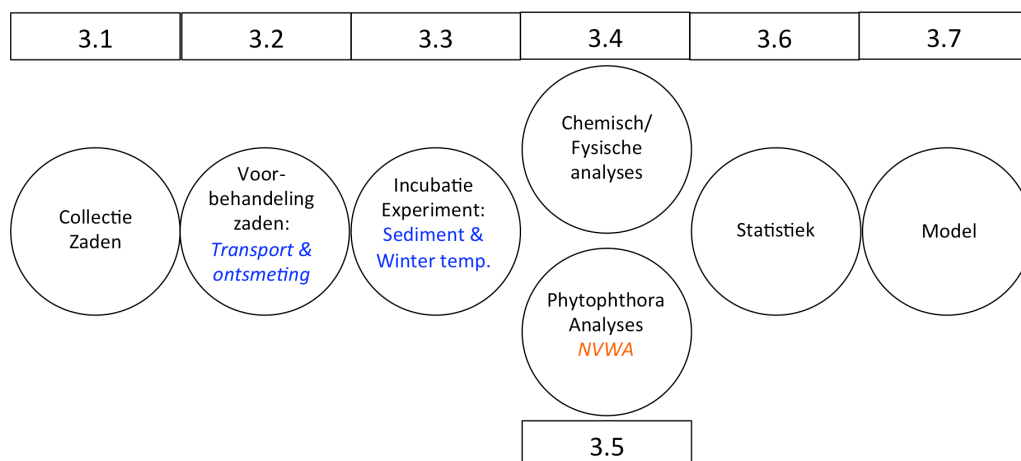 3.1
3.2
3.3
3.4
3.6
3.7
Collectie
Zaden
Voor-
behandeling
zaden:
Transport &
ontsmeting
Incubatie
Experiment:
Sediment &
Winter temp.
Chemisch/
Fysische
analyses
Phytophthora
Analyses
NVWA
Statistiek
Model
3.5